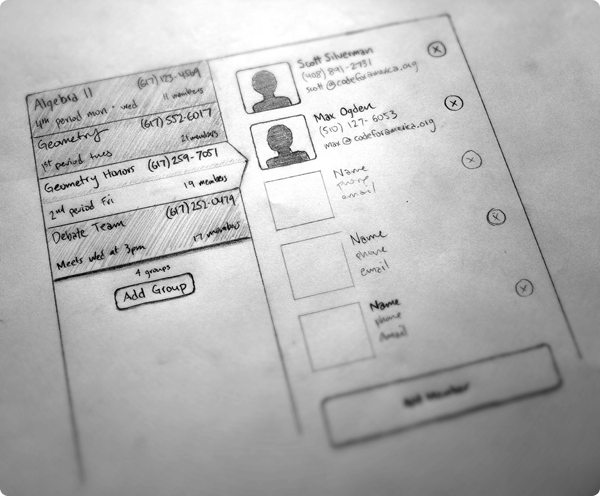 Algebra II (617) 123-4569
4th period mon - wed 11 members
Geometry (617) 552-6017
1st period tues 21 members
Geometry Honors (617) 259-7051
2nd period Fri 19 members
Debate Team (617) 252-0479
Meets wed at 3pm 17 members
4 groups
Add Group
Scott Silverman
(408) 891-2731
scott@codeforamerica.org
Max Ogden
(510) 127-6053
max@codeforamerica.org
Name
phone
email
Name
phone
email
Name
phone
email
Add Member